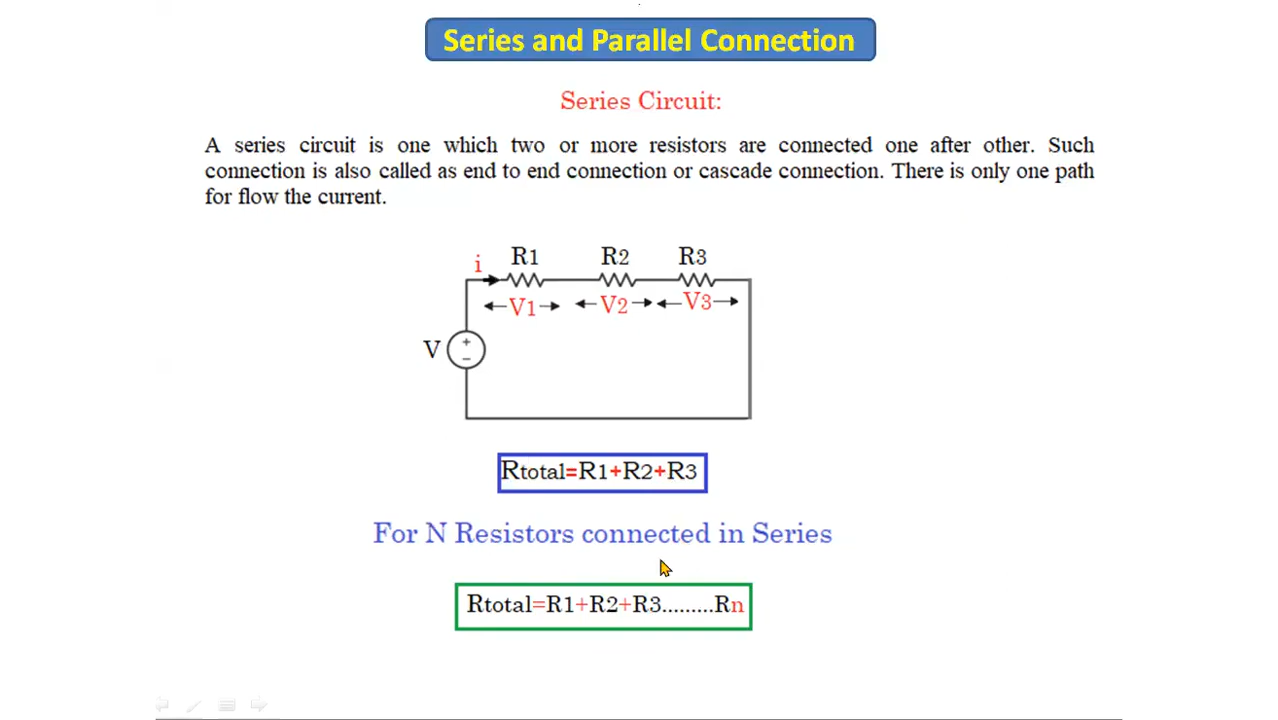 Series and Parallel Connection
Series Circuit:
A series circuit is one which two or more resistors are connected one after other. Such
connection is also called as end to end connection or cascade connection. There is only one path
for flow the current.
i R1 R2 R3
V1 V2 V3
V + −
Rtotal=R1+R2+R3
For N Resistors connected in Series
Rtotal=R1+R2+R3.........Rn